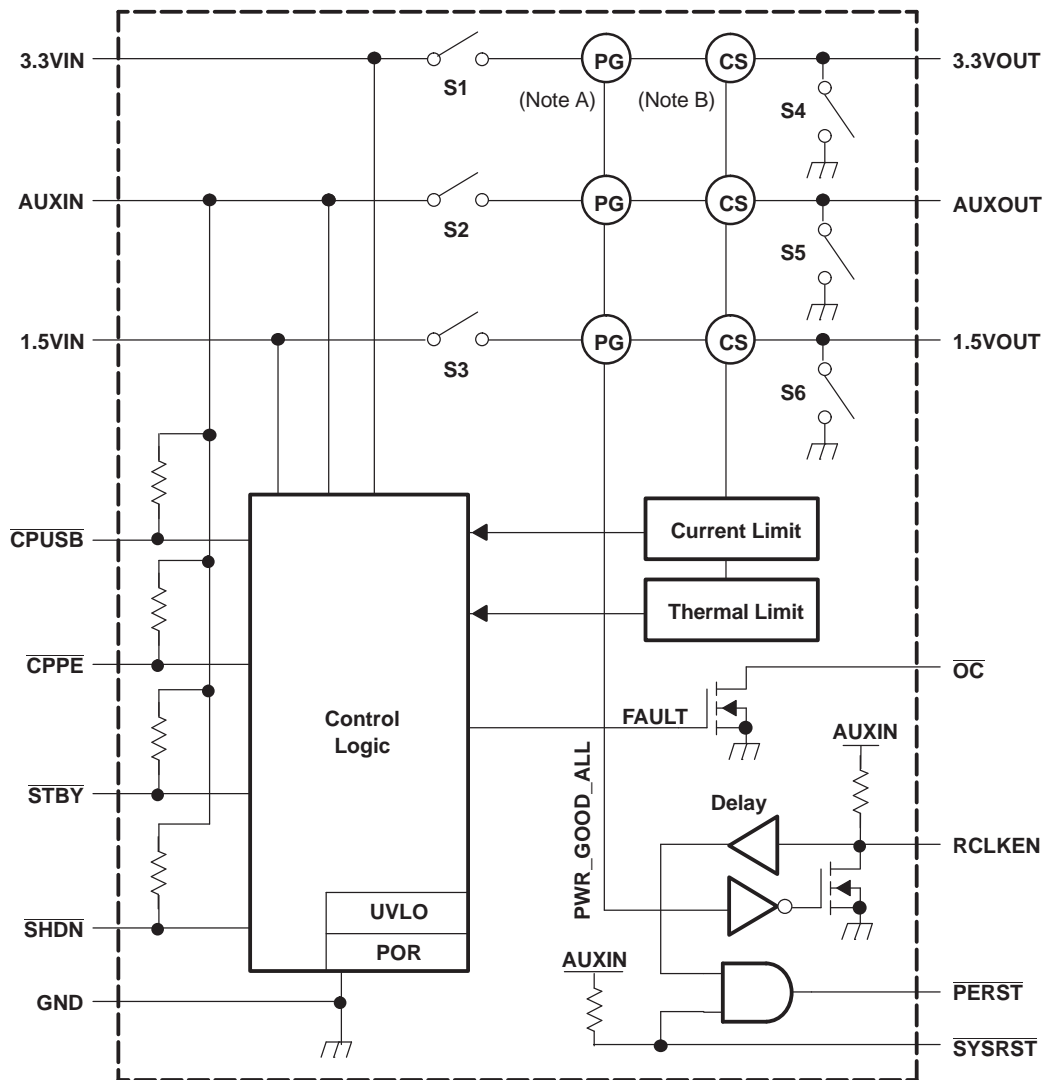 3.3VIN
S1
PG
CS
3.3VOUT
(Note A)
(Note B)
S4
AUXIN
S2
PG
CS
AUXOUT
S5
1.5VIN
S3
PG
CS
1.5VOUT
S6
CPUSB
Current Limit
Thermal Limit
CPPE
OC
Control
Logic
FAULT
AUXIN
PWR_GOOD_ALL
STBY
Delay
RCLKEN
UVLO
SHDN
POR
AUXIN
GND
PERST
SYSRST